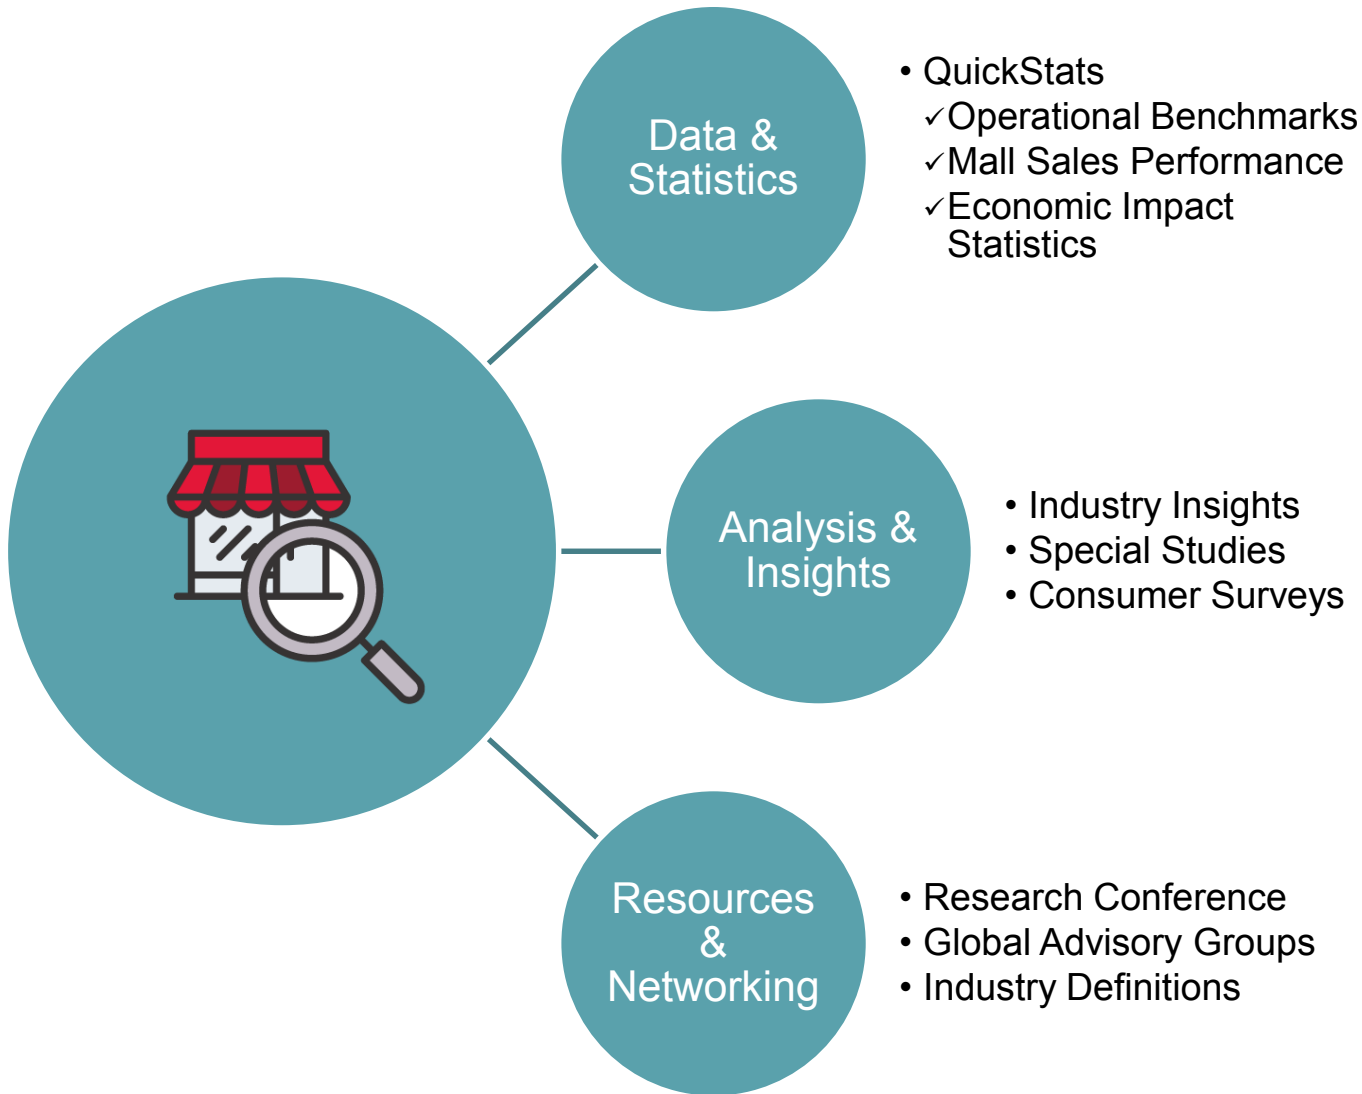 Data &
Statistics
• QuickStats
✓Operational Benchmarks
✓Mall Sales Performance
✓Economic Impact
Statistics
Analysis &
Insights
• Industry Insights
• Special Studies
• Consumer Surveys
Resources
&
Networking
• Research Conference
• Global Advisory Groups
• Industry Definitions